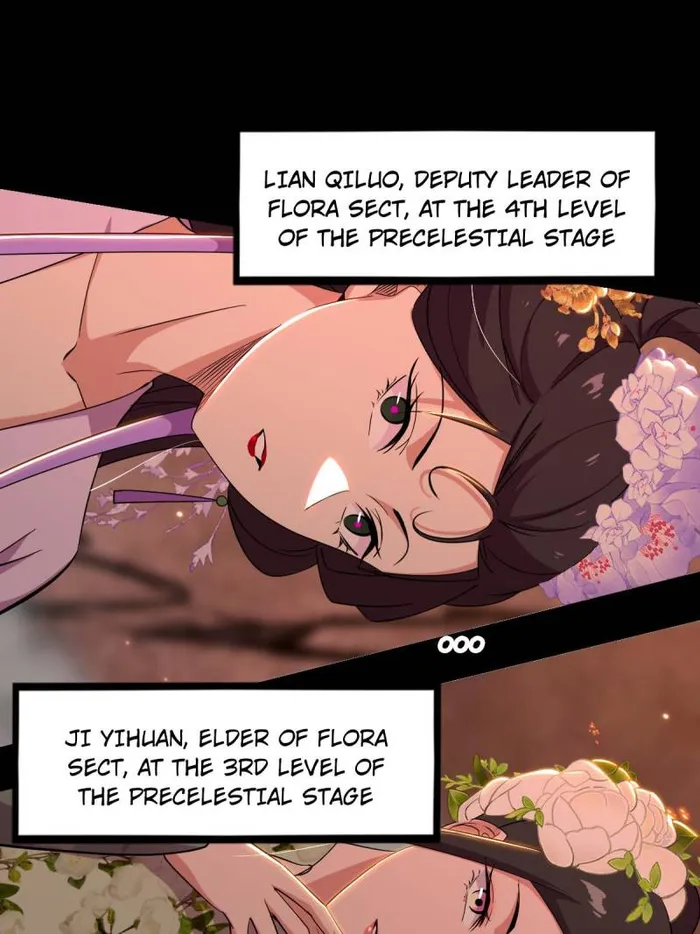 LIAN QILUO, DEPUTY LEADER OF
FLORA SECT, AT THE 4TH LEVEL
OF THE PRECELESTIAL STAGE
OOO
JI YIHUAN, ELDER OF FLORA
SECT, AT THE 3RD LEVEL OF
THE PRECELESTIAL STAGE